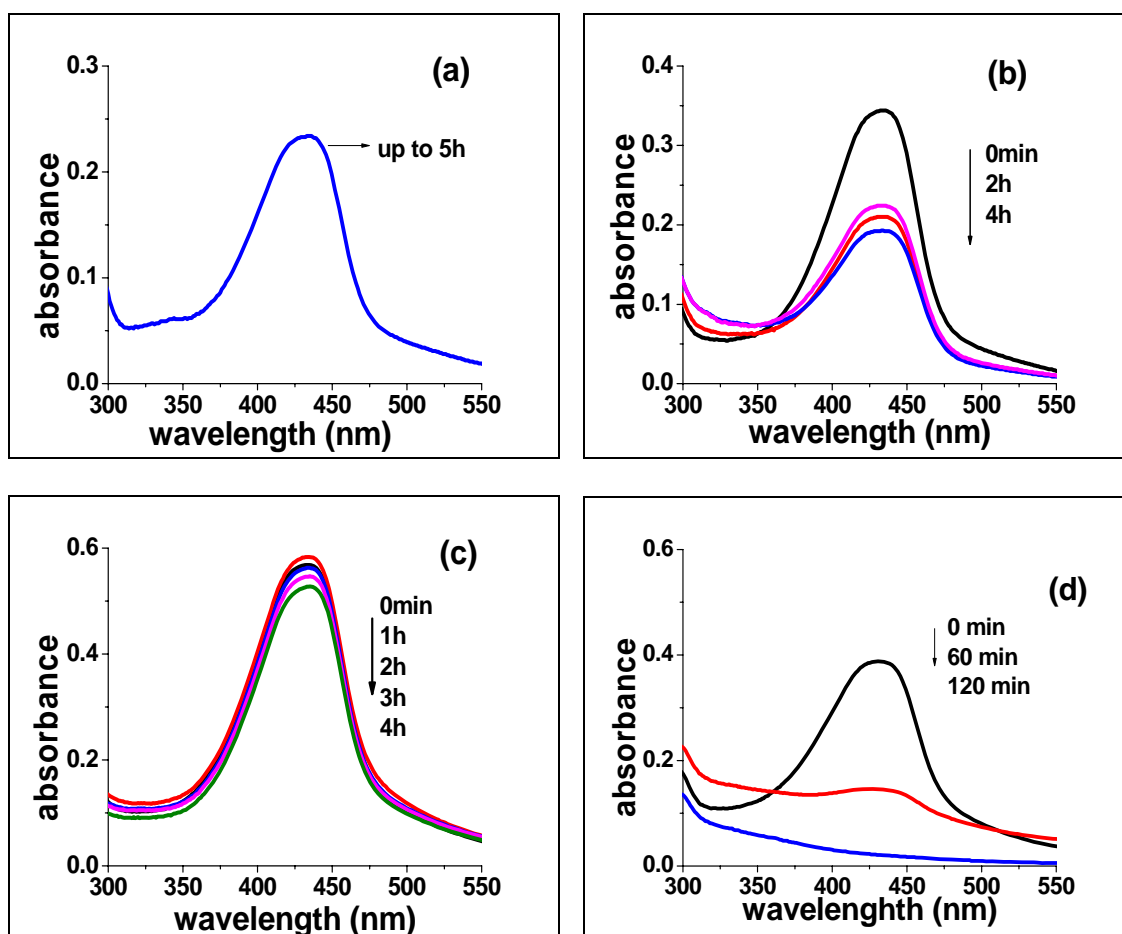 (a)
0.3
0.2
0.1
0.0
absorbance
up to 5h
300 350 400 450 500 550
wavelength (nm)
(b)
0.4
0.3
0.2
0.1
0.0
absorbance
0min
2h
4h
300 350 400 450 500 550
wavelength (nm)
(c)
0.6
0.4
0.2
0.0
absorbance
0min
1h
2h
3h
4h
300 350 400 450 500 550
wavelength (nm)
(d)
0.6
0.4
0.2
0.0
absorbance
0 min
60 min
120 min
300 350 400 450 500 550
wavelenghth (nm)